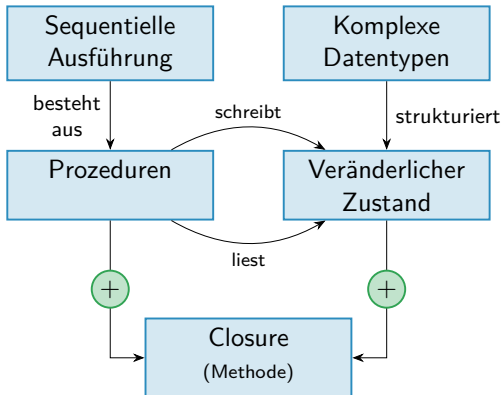 Sequentielle
Ausführung
Komplexe
Datentypen
besteht
aus
schreibt
strukturiert
Prozeduren
Veränderlicher
Zustand
liest
+
+
Closure
(Methode)